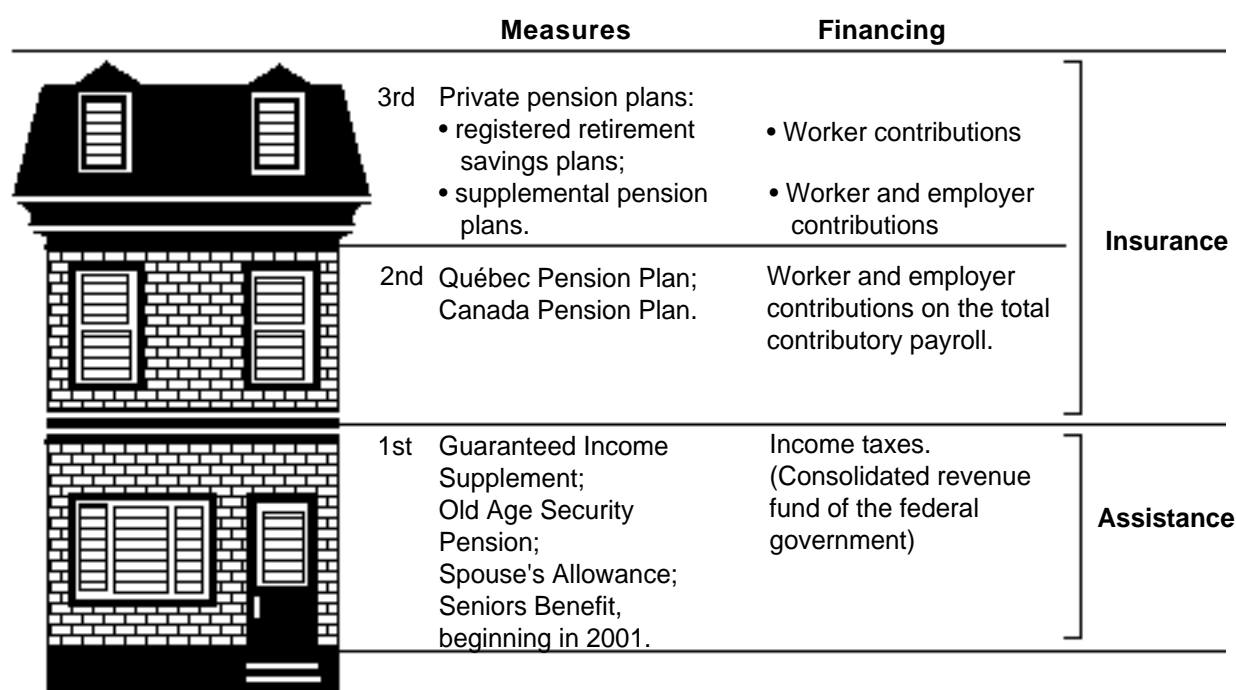 Measures Financing
3rd Private pension plans:
• registered retirement
savings plans;
• supplemental pension
plans.
• Worker contributions
• Worker and employer
contributions
2nd Québec Pension Plan;
Canada Pension Plan.
Worker and employer
contributions on the total
contributory payroll.
Insurance
1st Guaranteed Income
Supplement;
Old Age Security
Pension;
Spouse's Allowance;
Seniors Benefit,
beginning in 2001.
Income taxes.
(Consolidated revenue
fund of the federal
government)
Assistance